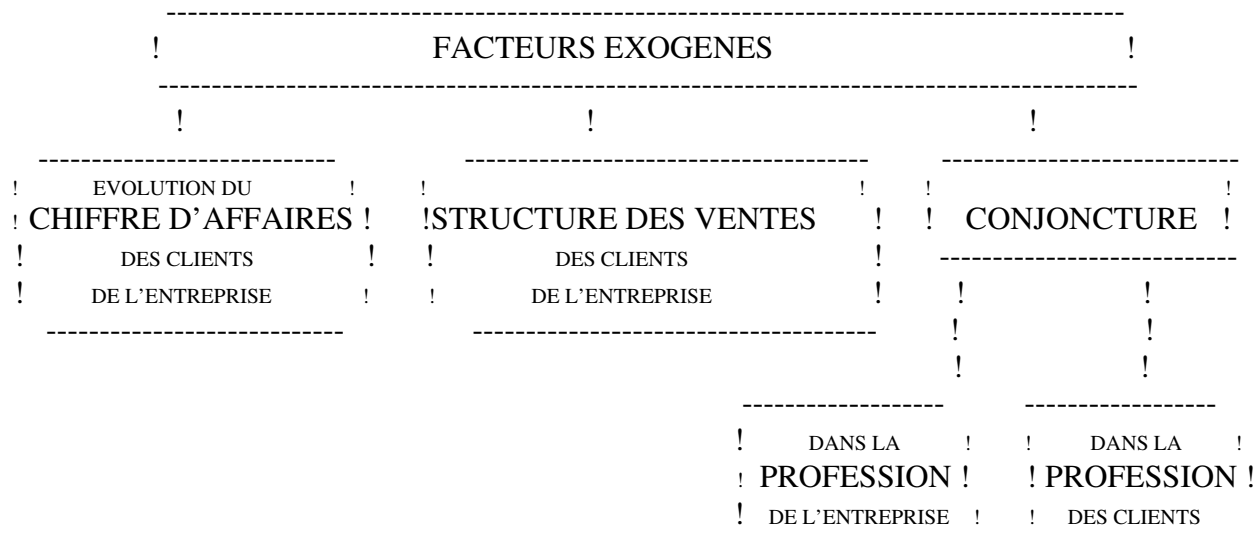 FACTEURS EXOGENES
EVOLUTION DU
CHIFFRE D'AFFAIRES
DES CLIENTS
DE L'ENTREPRISE
STRUCTURE DES VENTES
DES CLIENTS
DE L'ENTREPRISE
CONJONCTURE
DANS LA
PROFESSION
DE L'ENTREPRISE
DANS LA
PROFESSION
DES CLIENTS